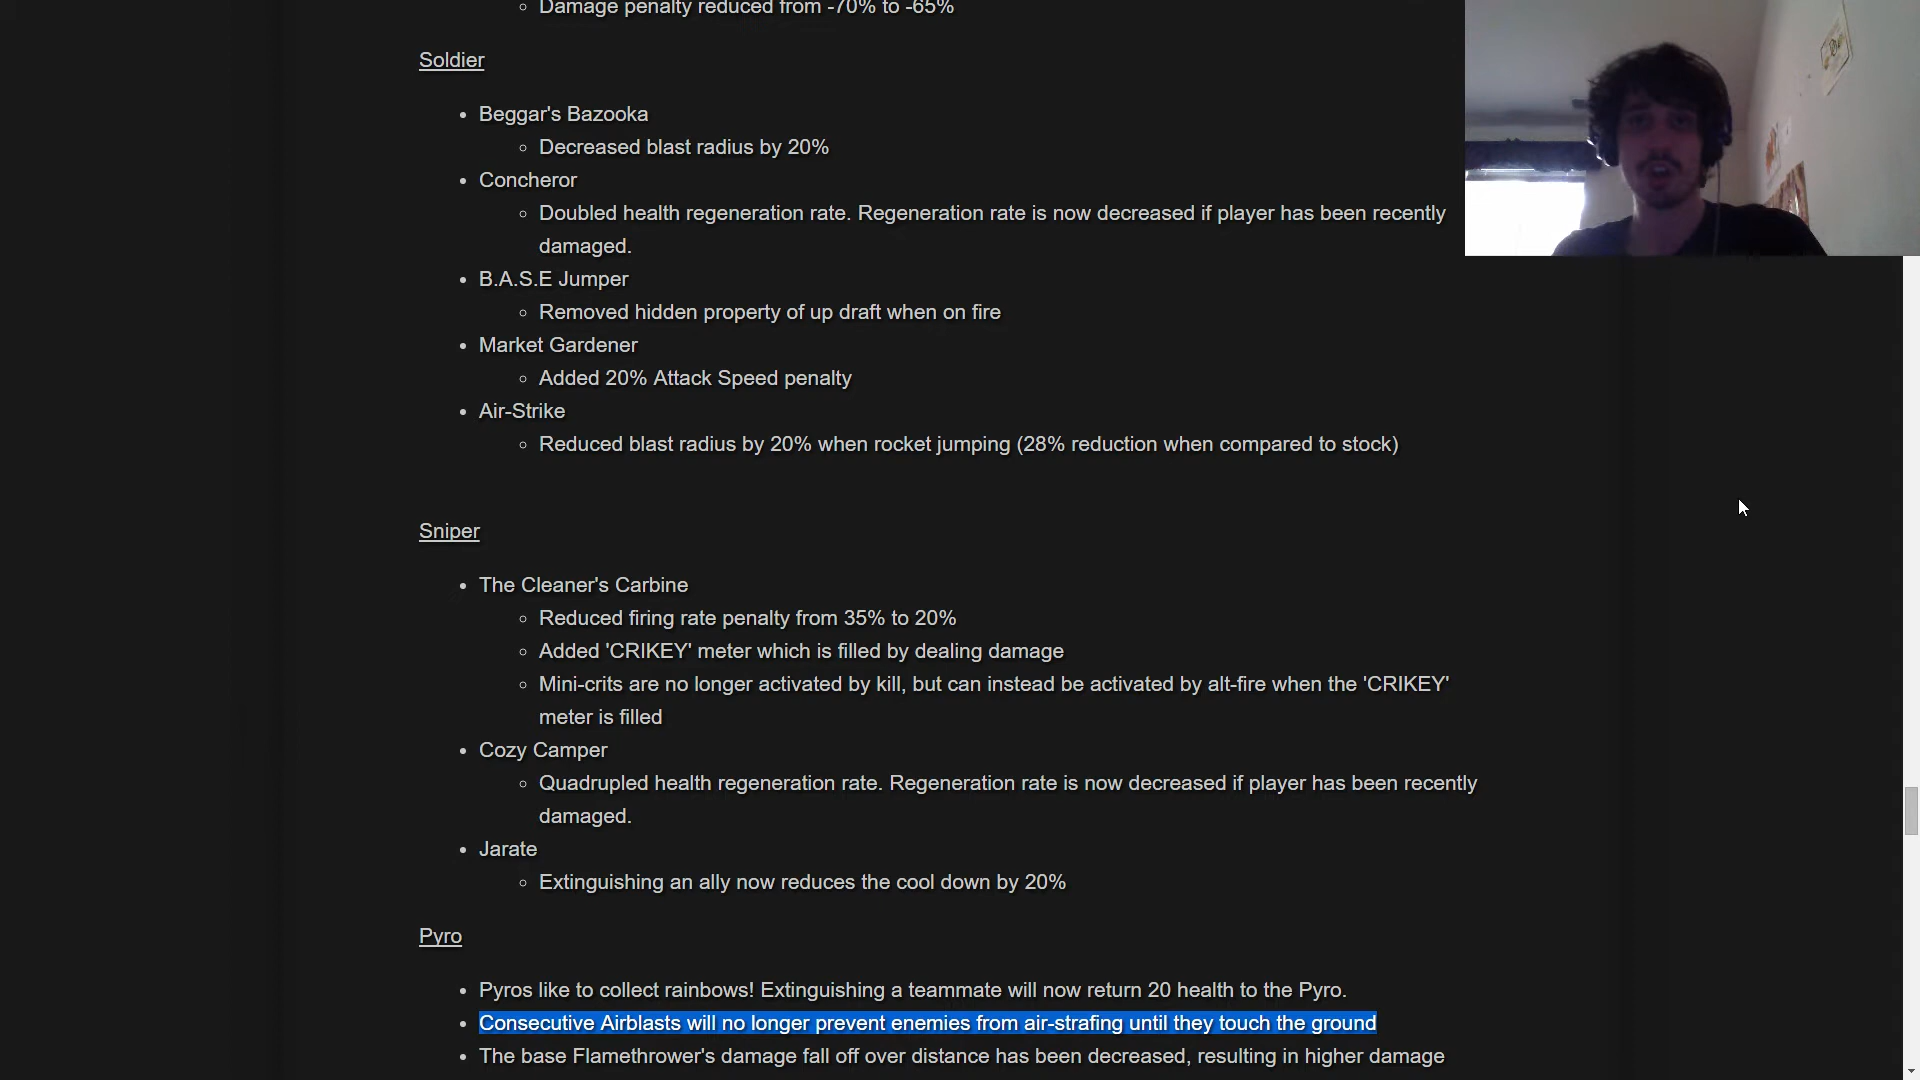 Damage penalty reduced from -70% to -65%
Soldier
Beggar's Bazooka
Decreased blast radius by 20%
Concheror
Doubled health regeneration rate. Regeneration rate is now decreased if player has been recently
damaged.
B.A.S.E Jumper
Removed hidden property of up draft when on fire
Market Gardener
Added 20% Attack Speed penalty
Air-Strike
Reduced blast radius by 20% when rocket jumping (28% reduction when compared to stock)
Sniper
The Cleaner's Carbine
Reduced firing rate penalty from 35% to 20%
Added 'CRIKEY' meter which is filled by dealing damage
Mini-crits are no longer activated by kill, but can instead be activated by alt-fire when the 'CRIKEY'
meter is filled
Cozy Camper
Quadrupled health regeneration rate. Regeneration rate is now decreased if player has been recently
damaged.
Jarate
Extinguishing an ally now reduces the cool down by 20%
Pyro
Pyros like to collect rainbows! Extinguishing a teammate will now return 20 health to the Pyro.
Consecutive Airblasts will no longer prevent enemies from air-strafing until they touch the ground
The base Flamethrower's damage fall off over distance has been decreased, resulting in higher damage